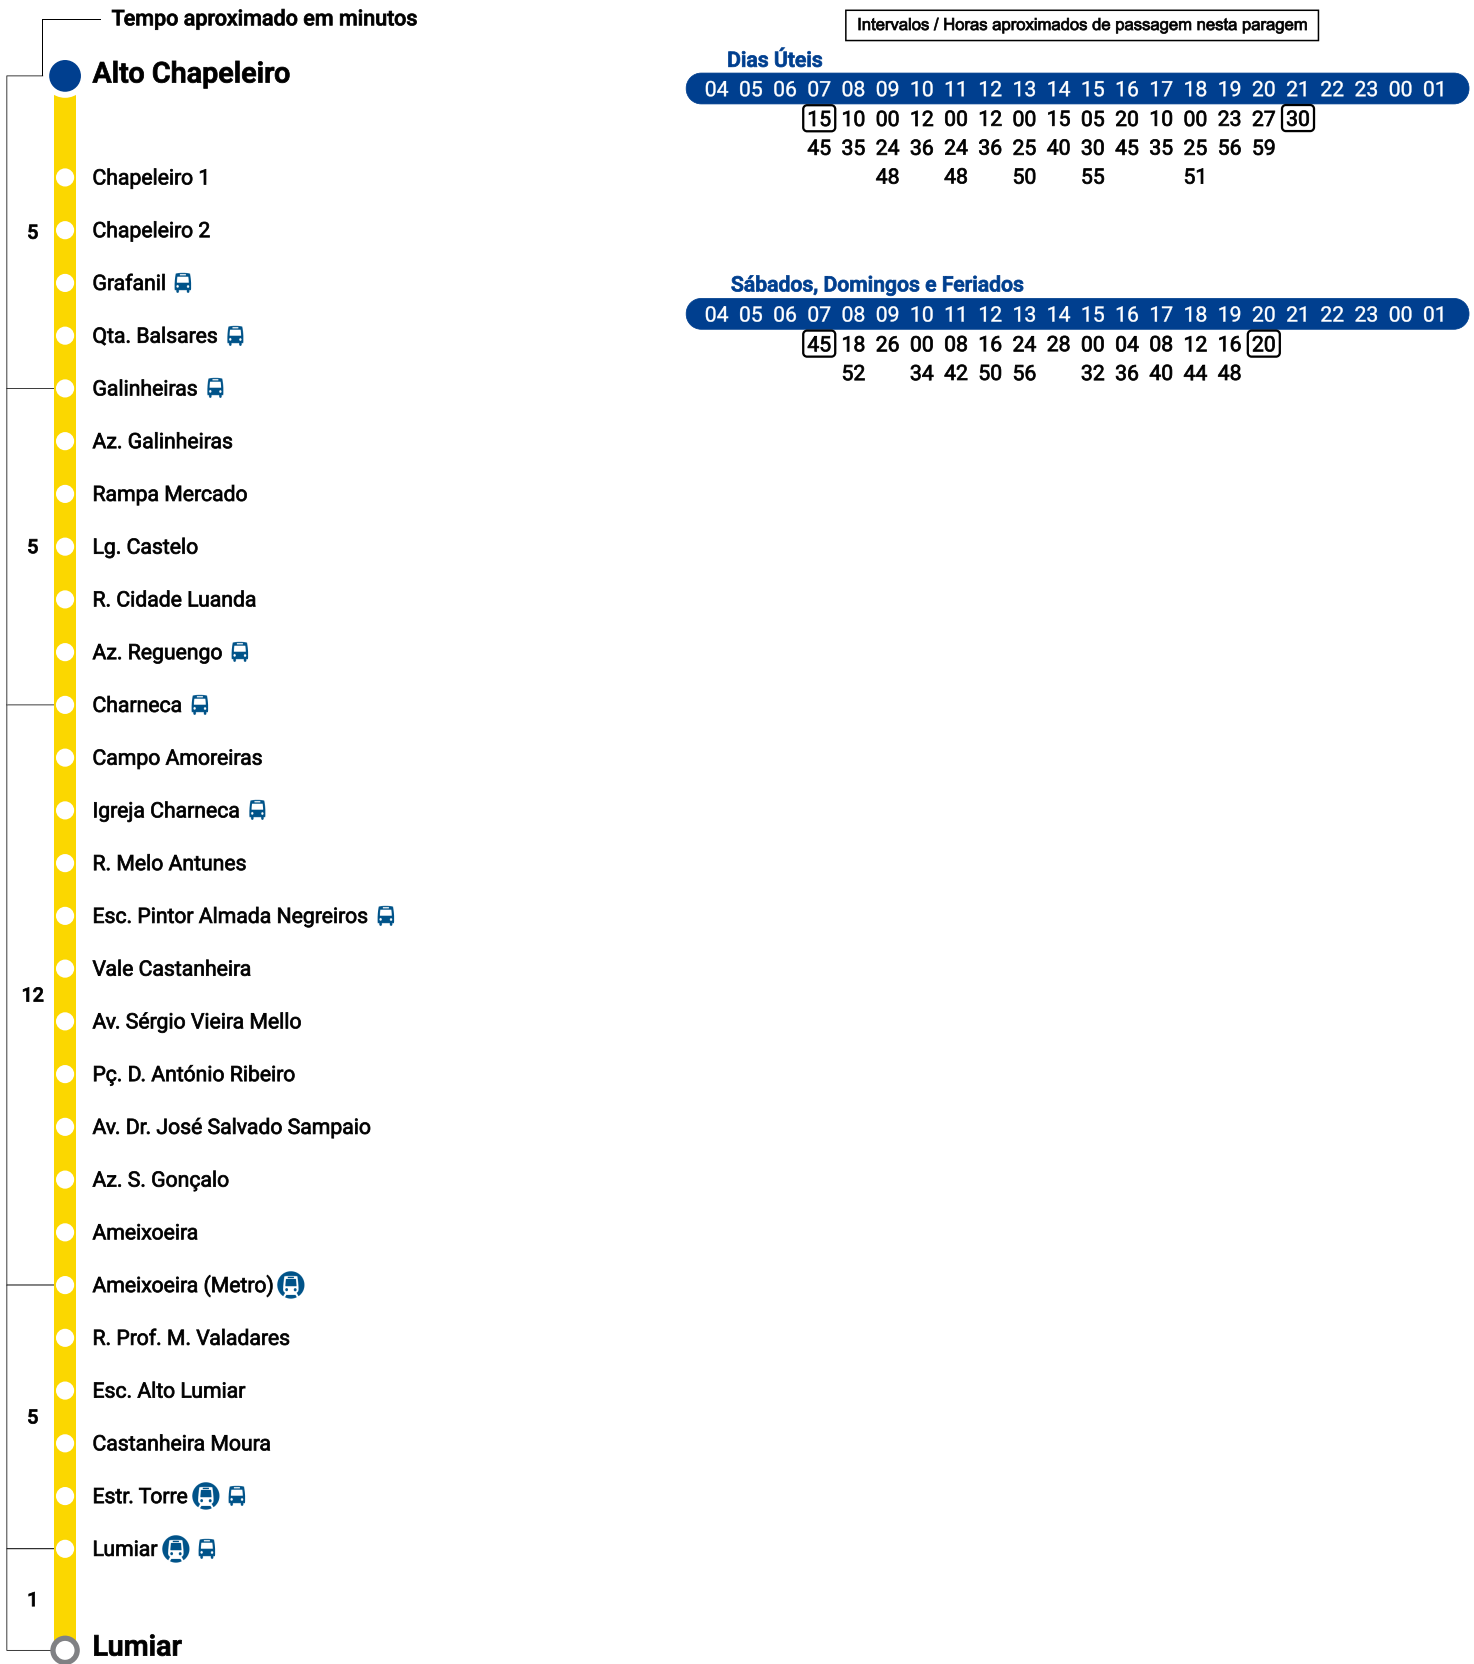 Tempo aproximado em minutos
Alto Chapeleiro
Chapeleiro 1
5
Chapeleiro 2
Grafanil
Qta. Balsares
Galinheiras
Az. Galinheiras
Rampa Mercado
5
Lg. Castelo
R. Cidade Luanda
Az. Reguengo
Charneca
Campo Amoreiras
Igreja Charneca
R. Melo Antunes
Esc. Pintor Almada Negreiros
Vale Castanheira
12
Av. Sérgio Vieira Mello
Pç. D. António Ribeiro
Av. Dr. José Salvado Sampaio
Az. S. Gonçalo
Ameixoeira
Ameixoeira (Metro)
R. Prof. M. Valadares
Esc. Alto Lumiar
5
Castanheira Moura
Estr. Torre
Lumiar
1
Lumiar
Intervalos / Horas aproximados de passagem nesta paragem
Dias Úteis
04 05 06 07 08 09 10 11 12 13 14 15 16 17 18 19 20 21 22 23 00 01
15 10 00 12 00 12 00 15 05 20 10 00 23 27 30
45 35 24 36 24 36 25 40 30 45 35 25 56 59
48 48 50 55 51
Sábados, Domingos e Feriados
04 05 06 07 08 09 10 11 12 13 14 15 16 17 18 19 20 21 22 23 00 01
45 18 26 00 08 16 24 28 00 04 08 12 16 20
52 34 42 50 56 32 36 40 44 48